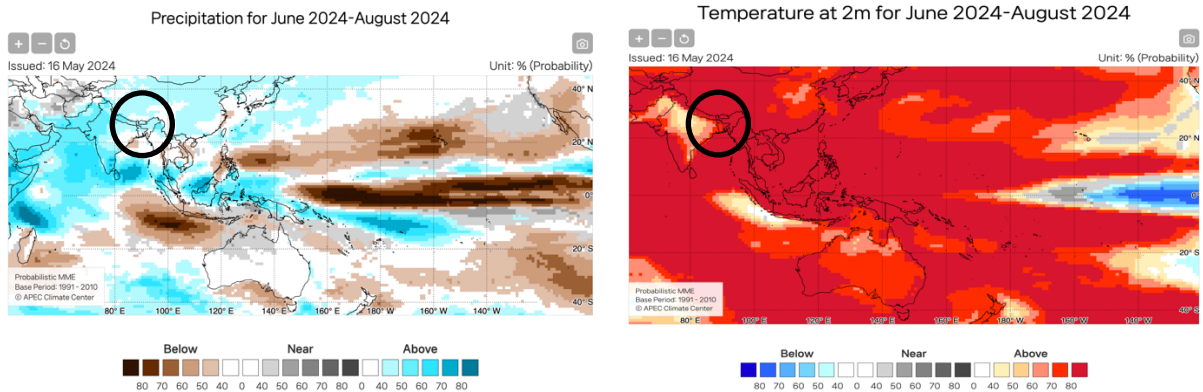 Precipitation for June 2024-August 2024
Issued: 16 May 2024 Unit: % (Probability)
40° N
20° N
0°
20° S
40° S
Probabilistic MME
Base Period: 1991 - 2010
© APEC Climate Center
80° E 100° E 120° E 140° E 160° E 180° W 160° W 140° W
Below Near Above
80 70 60 50 40 0 40 50 60 70 80 0 40 50 60 70 80
Temperature at 2m for June 2024-August 2024
Issued: 16 May 2024 Unit: % (Probability)
40° N
20° N
0°
20° S
40° S
Probabilistic MME
Base Period: 1991 - 2010
© APEC Climate Center
80° E 100° E 120° E 140° E 160° E 180° W 160° W 140° W
Below Near Above
80 70 60 50 40 0 40 50 60 70 80 0 40 50 60 70 80